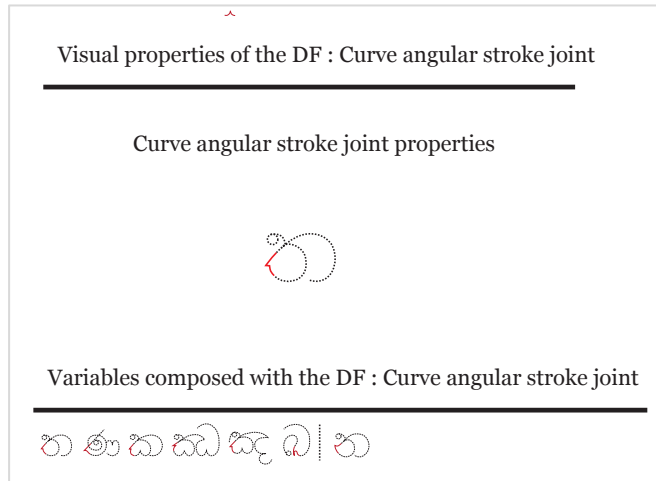 Visual properties of the DF : Curve angular stroke joint
Curve angular stroke joint properties
ත
Variables composed with the DF : Curve angular stroke joint